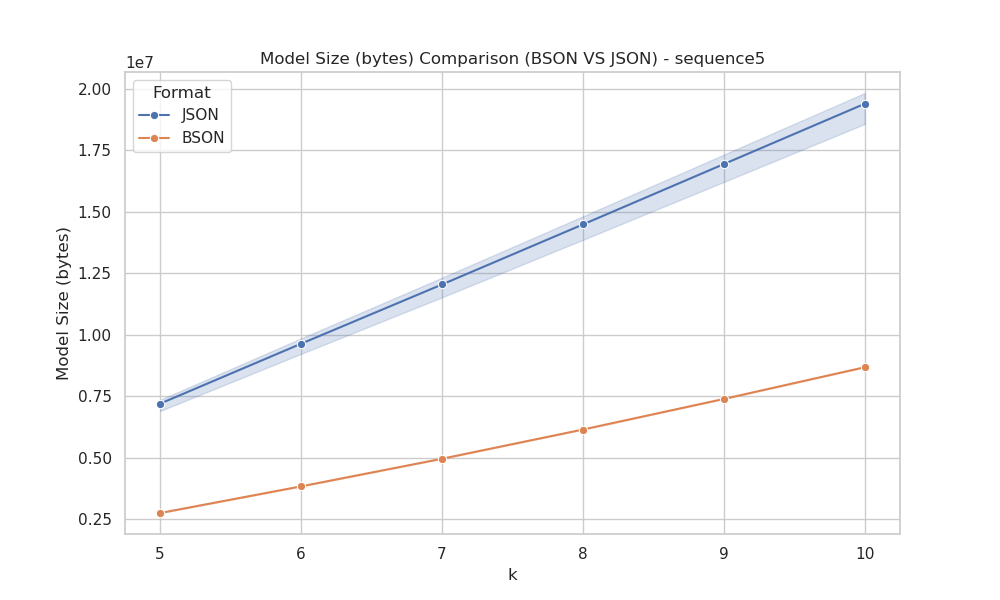 Model Size (bytes) Comparison (BSON VS JSON) - sequence5
1e7
Format
JSON
BSON
2.00
1.75
1.50
1.25
1.00
0.75
0.50
0.25
Model Size (bytes)
5 6 7 8 9 10
k